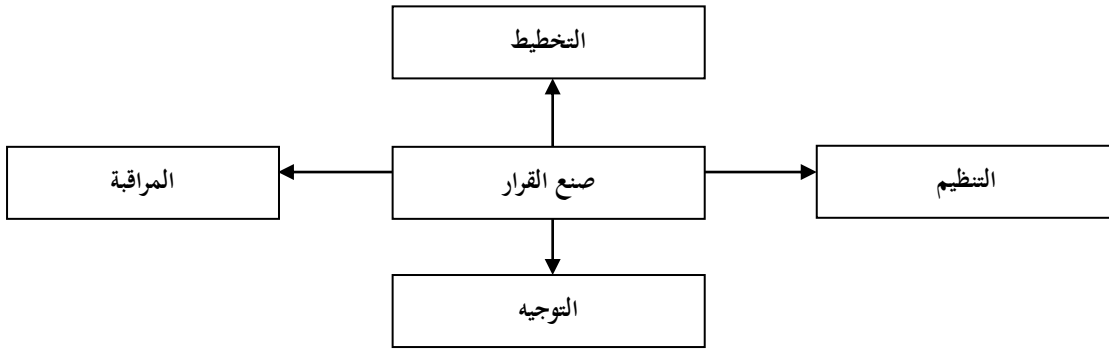 التخطيط
التنظيم
صنع القرار
المراقبة
التوجيه